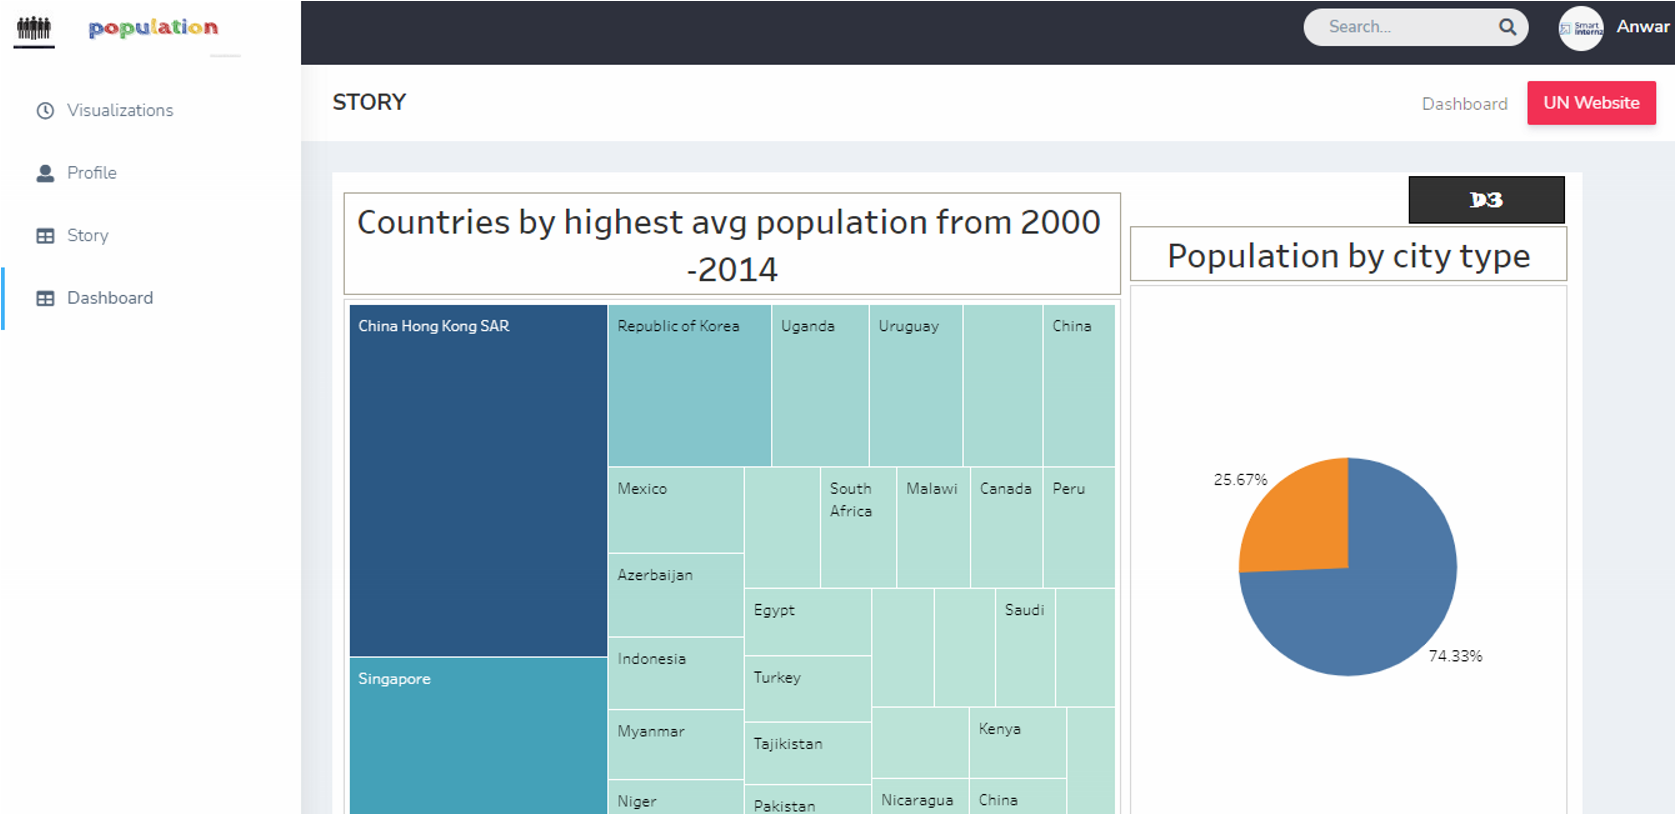 population
Visualizations
Profile
Story
Dashboard
Search...
Smart
Interna
Anwar
STORY
Dashboard
UN Website
Countries by highest avg population from 2000
-2014
China Hong Kong SAR
Republic of Korea
Uganda
Uruguay
China
Mexico
South
Africa
Malawi
Canada
Peru
Azerbaijan
Egypt
Saudi
Indonesia
Turkey
Singapore
Myanmar
Tajikistan
Kenya
Niger
Pakistan
Nicaragua
China
D3
Population by city type
25.67%
74.33%